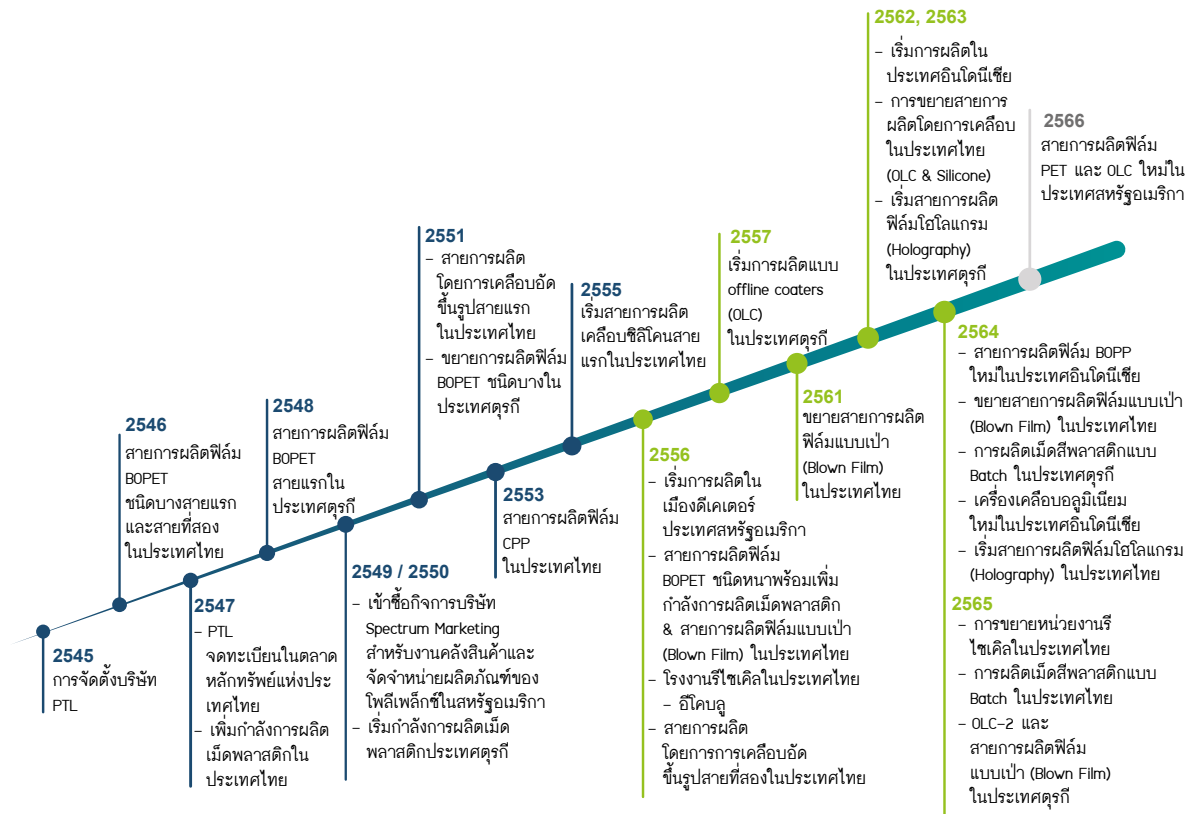 2545
การจัดตั้งบริษัท
PTL
2546
สายการผลิตฟิล์ม
BOPET
ชนิดบางสายแรก
และสายที่สอง
ในประเทศไทย
2547
- PTL
จดทะเบียนในตลาด
หลักทรัพย์แห่งประ
เทศไทย
- เพิ่มกำลังการผลิต
เม็ดพลาสติกใน
ประเทศไทย
2548
สายการผลิตฟิล์ม
BOPET
สายแรกใน
ประเทศตุรกี
2549 / 2550
- เข้าซื้อกิจการบริษัท
Spectrum Marketing
สำหรับงานคลังสินค้าและ
จัดจำหน่ายผลิตภัณฑ์ของ
โพลีเพล็กซ์ในสหรัฐอเมริกา
- เริ่มกำลังการผลิตเม็ด
พลาสติกประเทศตุรกี
2551
- สายการผลิต
โดยการเคลือบอัด
ขึ้นรูปสายแรก
ในประเทศไทย
- ขยายการผลิตฟิล์ม
BOPET ชนิดบางใน
ประเทศตุรกี
2553
สายการผลิตฟิล์ม
CPP
ในประเทศไทย
2555
เริ่มสายการผลิต
เคลือบซิลิโคนสาย
แรกในประเทศไทย
2556
- เริ่มการผลิตใน
เมืองดีเคเตอร์
ประเทศสหรัฐอเมริกา
- สายการผลิตฟิล์ม
BOPET ชนิดหนาพร้อมเพิ่ม
กำลังการผลิตเม็ดพลาสติก
& สายการผลิตฟิล์มแบบเป่า
(Blown Film) ในประเทศไทย
- โรงงานรีไซเคิลในประเทศไทย
- อีโคบลู
- สายการผลิต
โดยการการเคลือบอัด
ขึ้นรูปสายที่สองในประเทศไทย
2557
เริ่มการผลิตแบบ
offline coaters
(OLC)
ในประเทศตุรกี
2561
ขยายสายการผลิต
ฟิล์มแบบเป่า
(Blown Film)
ในประเทศไทย
2562, 2563
- เริ่มการผลิตใน
ประเทศอินโดนีเซีย
- การขยายสายการ
ผลิตโดยการเคลือบ
ในประเทศไทย
(OLC & Silicone)
- เริ่มสายการผลิต
ฟิล์มโฮโลแกรม
(Holography)
ในประเทศตุรกี
2564
- สายการผลิตฟิล์ม BOPP
ใหม่ในประเทศอินโดนีเซีย
- ขยายสายการผลิตฟิล์มแบบเป่า
(Blown Film) ในประเทศไทย
- การผลิตเม็ดสีพลาสติกแบบ
Batch ในประเทศตุรกี
- เครื่องเคลือบอลูมิเนียม
ใหม่ในประเทศอินโดนีเซีย
- เริ่มสายการผลิตฟิล์มโฮโลแกรม
(Holography) ในประเทศไทย
2565
- การขยายหน่วยงานรี
ไซเคิลในประเทศไทย
- การผลิตเม็ดสีพลาสติกแบบ
Batch ในประเทศไทย
- OLC-2 และ
สายการผลิตฟิล์ม
แบบเป่า (Blown Film)
ในประเทศตุรกี
2566
สายการผลิตฟิล์ม
PET และ OLC ใหม่ใน
ประเทศสหรัฐอเมริกา